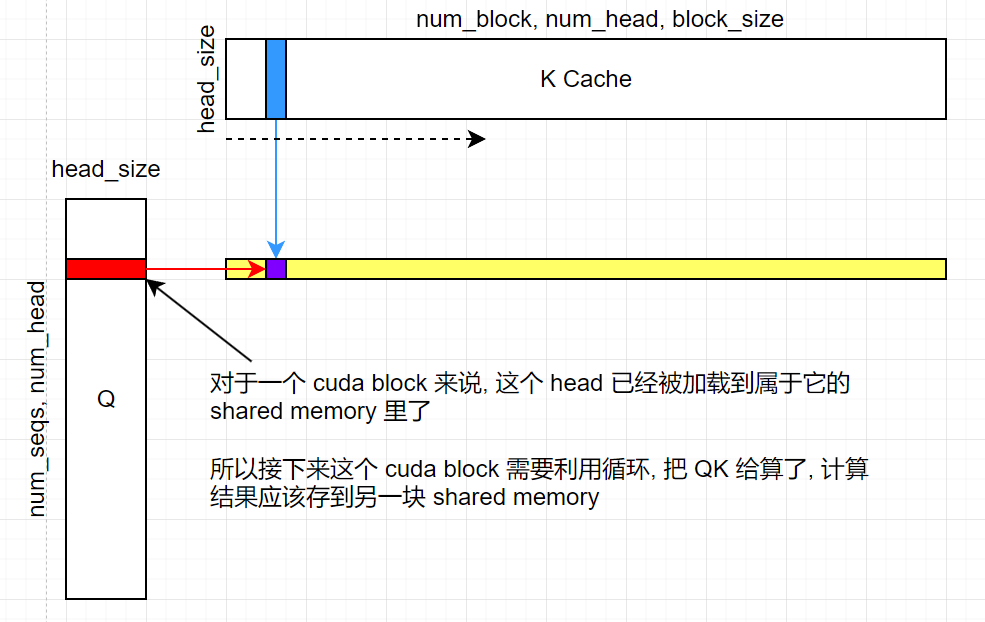 num_block, num_head, block_size
head_size
K Cache
head_size
num_seqs, num_head
Q
对于一个 cuda block 来说, 这个 head 已经被加载到属于它的
shared memory 里了
所以接下来这个 cuda block 需要利用循环, 把 QK 给算了, 计算
结果应该存到另一块 shared memory